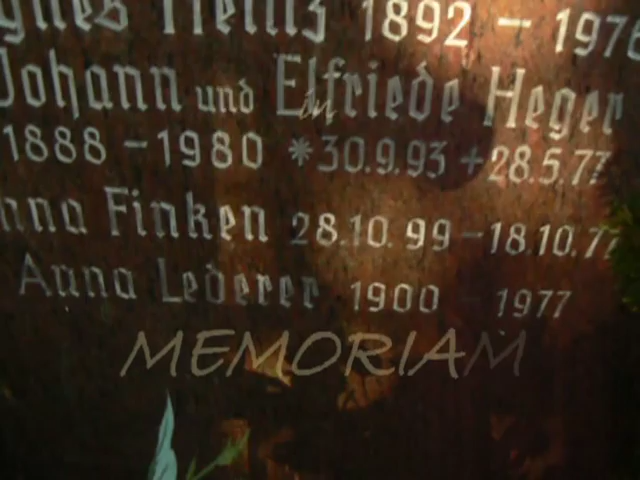 1892 – 1976
Johann und Elfriede Heger
1888 – 1980 *30.9.93 +28.5.77
Finken 28.10.99 – 18.10.77
Anna Lederer 1900 – 1977
in
MEMORIAM